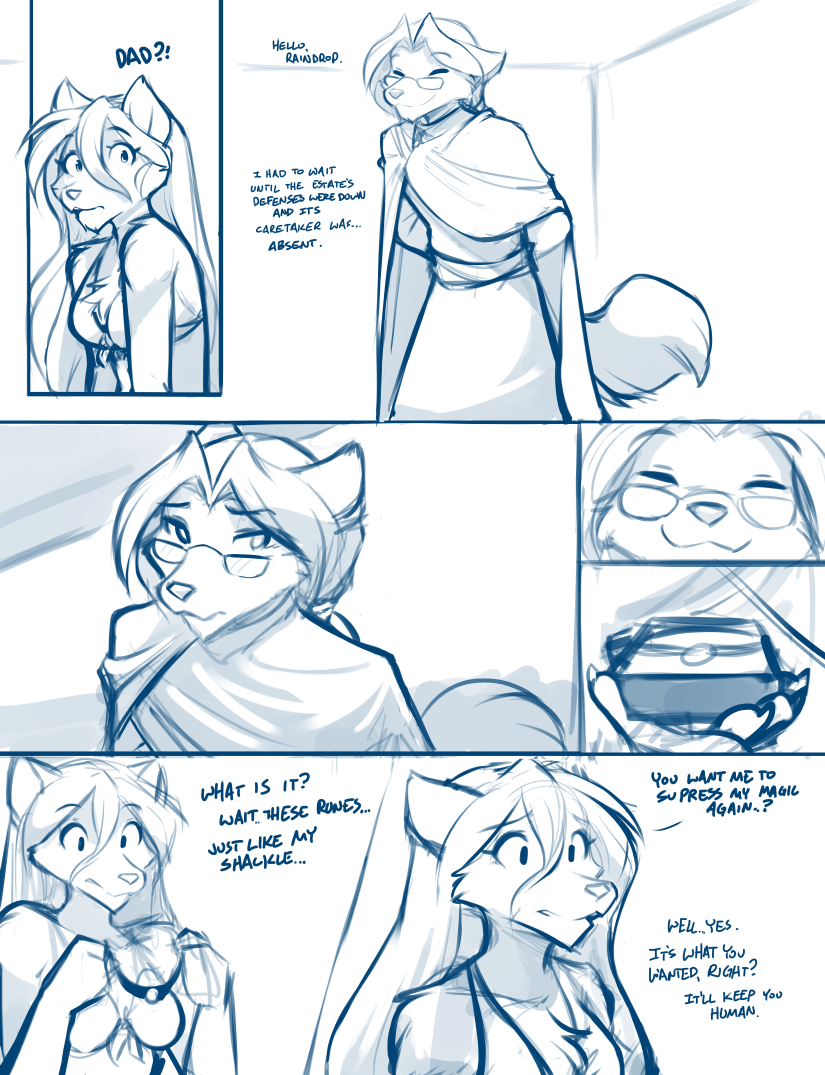 DAD?!
HELLO,
RAINDROP.
I HAD TO WAIT
UNTIL THE ESTATE'S
DEFENSES WERE DOWN
AND ITS
CARETAKER WAS...
ABSENT.
WHAT IS IT?
WAIT.. THESE RUNES...
JUST LIKE MY
SHACKLE...
YOU WANT ME TO
SUPRESS MY MAGIC
AGAIN..?
WELL...YES.
IT'S WHAT YOU
WANTED, RIGHT?
IT'LL KEEP YOU
HUMAN.